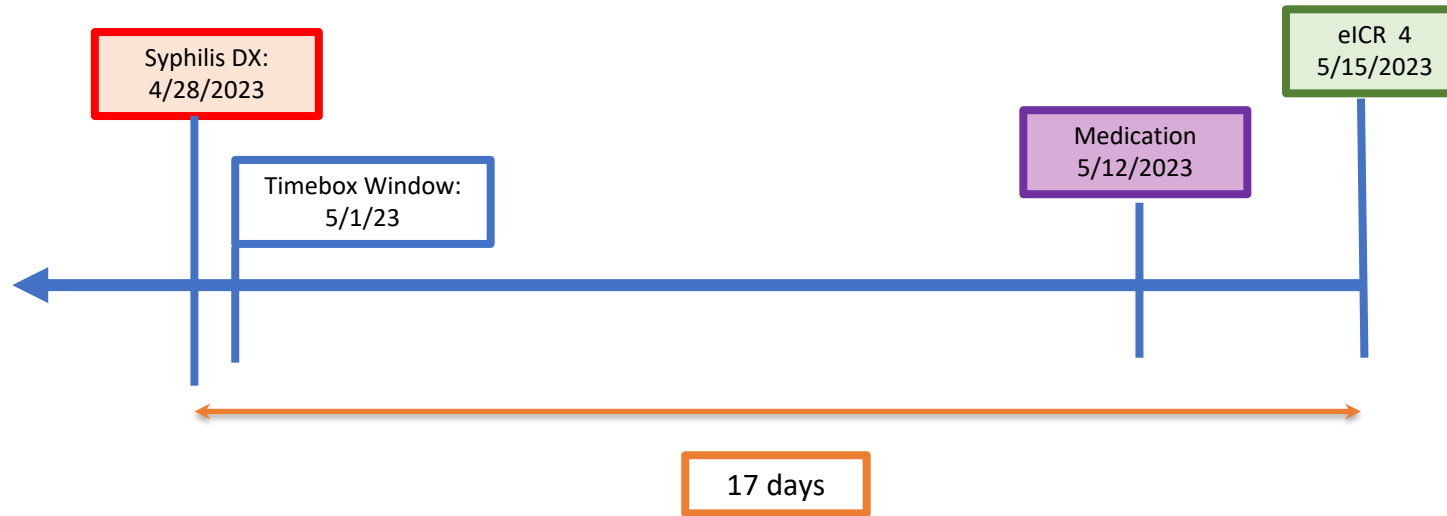 Syphilis DX:
4/28/2023
Timebox Window:
5/1/23
Medication
5/12/2023
eICR  4
5/15/2023
17 days